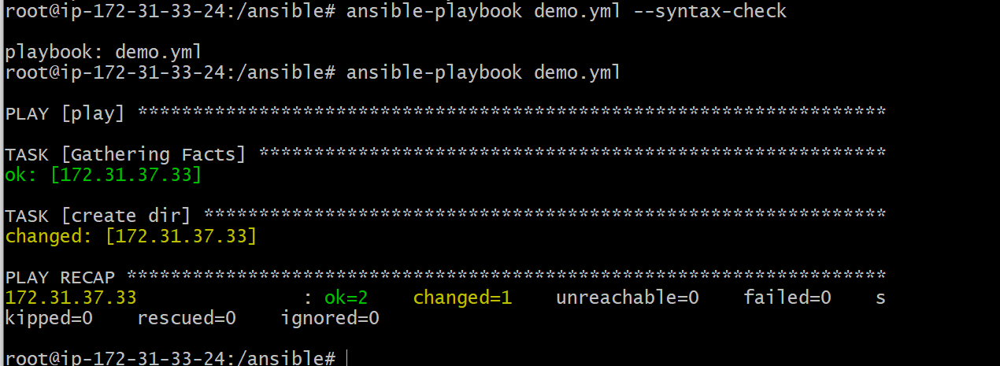 root@ip-172-31-33-24:/ansible# ansible-playbook demo.yml --syntax-check
playbook: demo.yml
root@ip-172-31-33-24:/ansible# ansible-playbook demo.yml
PLAY [play] ********************************************************************
TASK [Gathering Facts] *********************************************************
ok: [172.31.37.33]
TASK [create dir] **************************************************************
changed: [172.31.37.33]
PLAY RECAP *********************************************************************
172.31.37.33               : ok=2    changed=1    unreachable=0    failed=0    s
kipped=0    rescued=0    ignored=0
root@ip-172-31-33-24:/ansible#